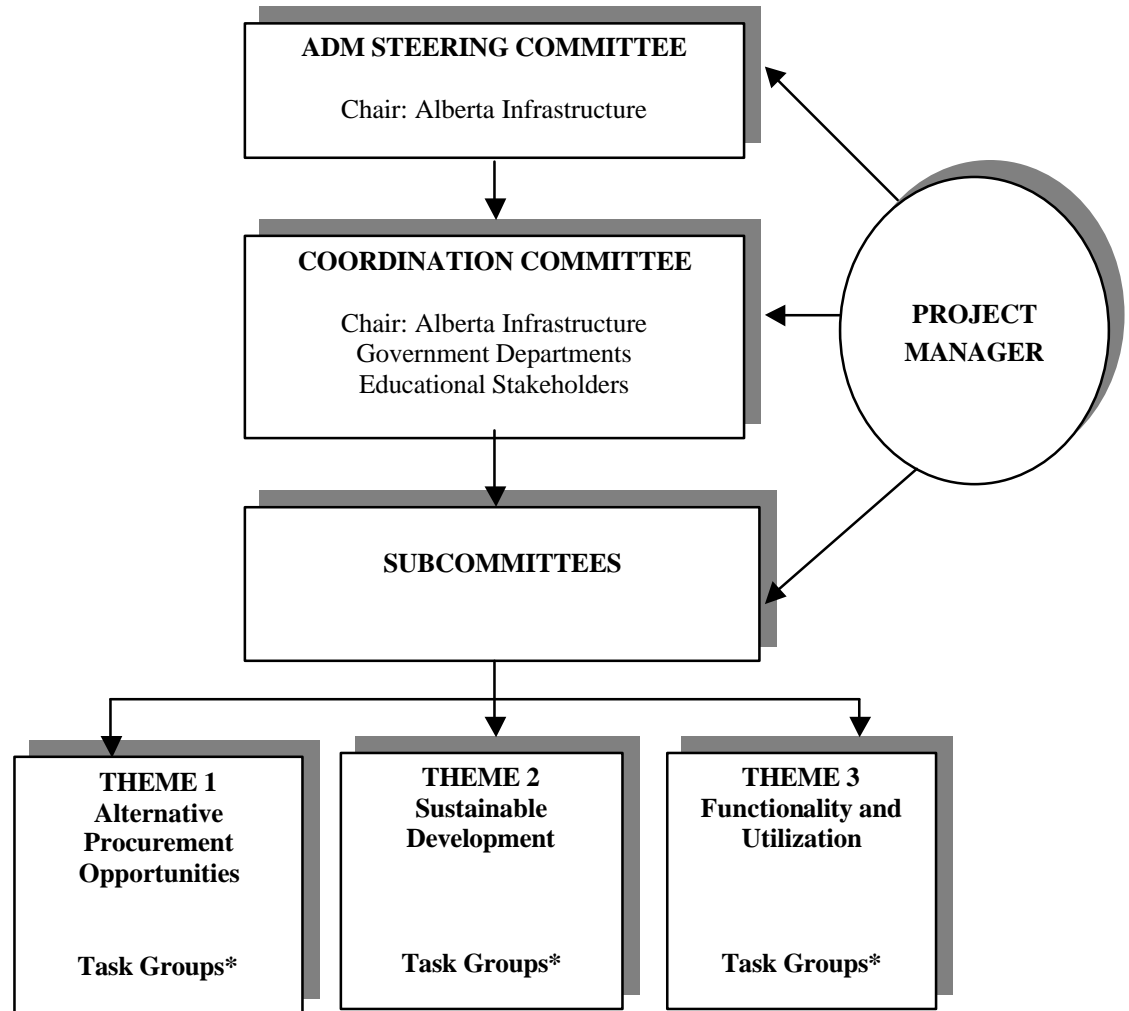 ADM STEERING COMMITTEE
Chair: Alberta Infrastructure
COORDINATION COMMITTEE
Chair: Alberta Infrastructure
Government Departments
Educational Stakeholders
PROJECT
MANAGER
SUBCOMMITTEES
THEME 1
Alternative
Procurement
Opportunities
Task Groups*
THEME 2
Sustainable
Development
Task Groups*
THEME 3
Functionality and
Utilization
Task Groups*